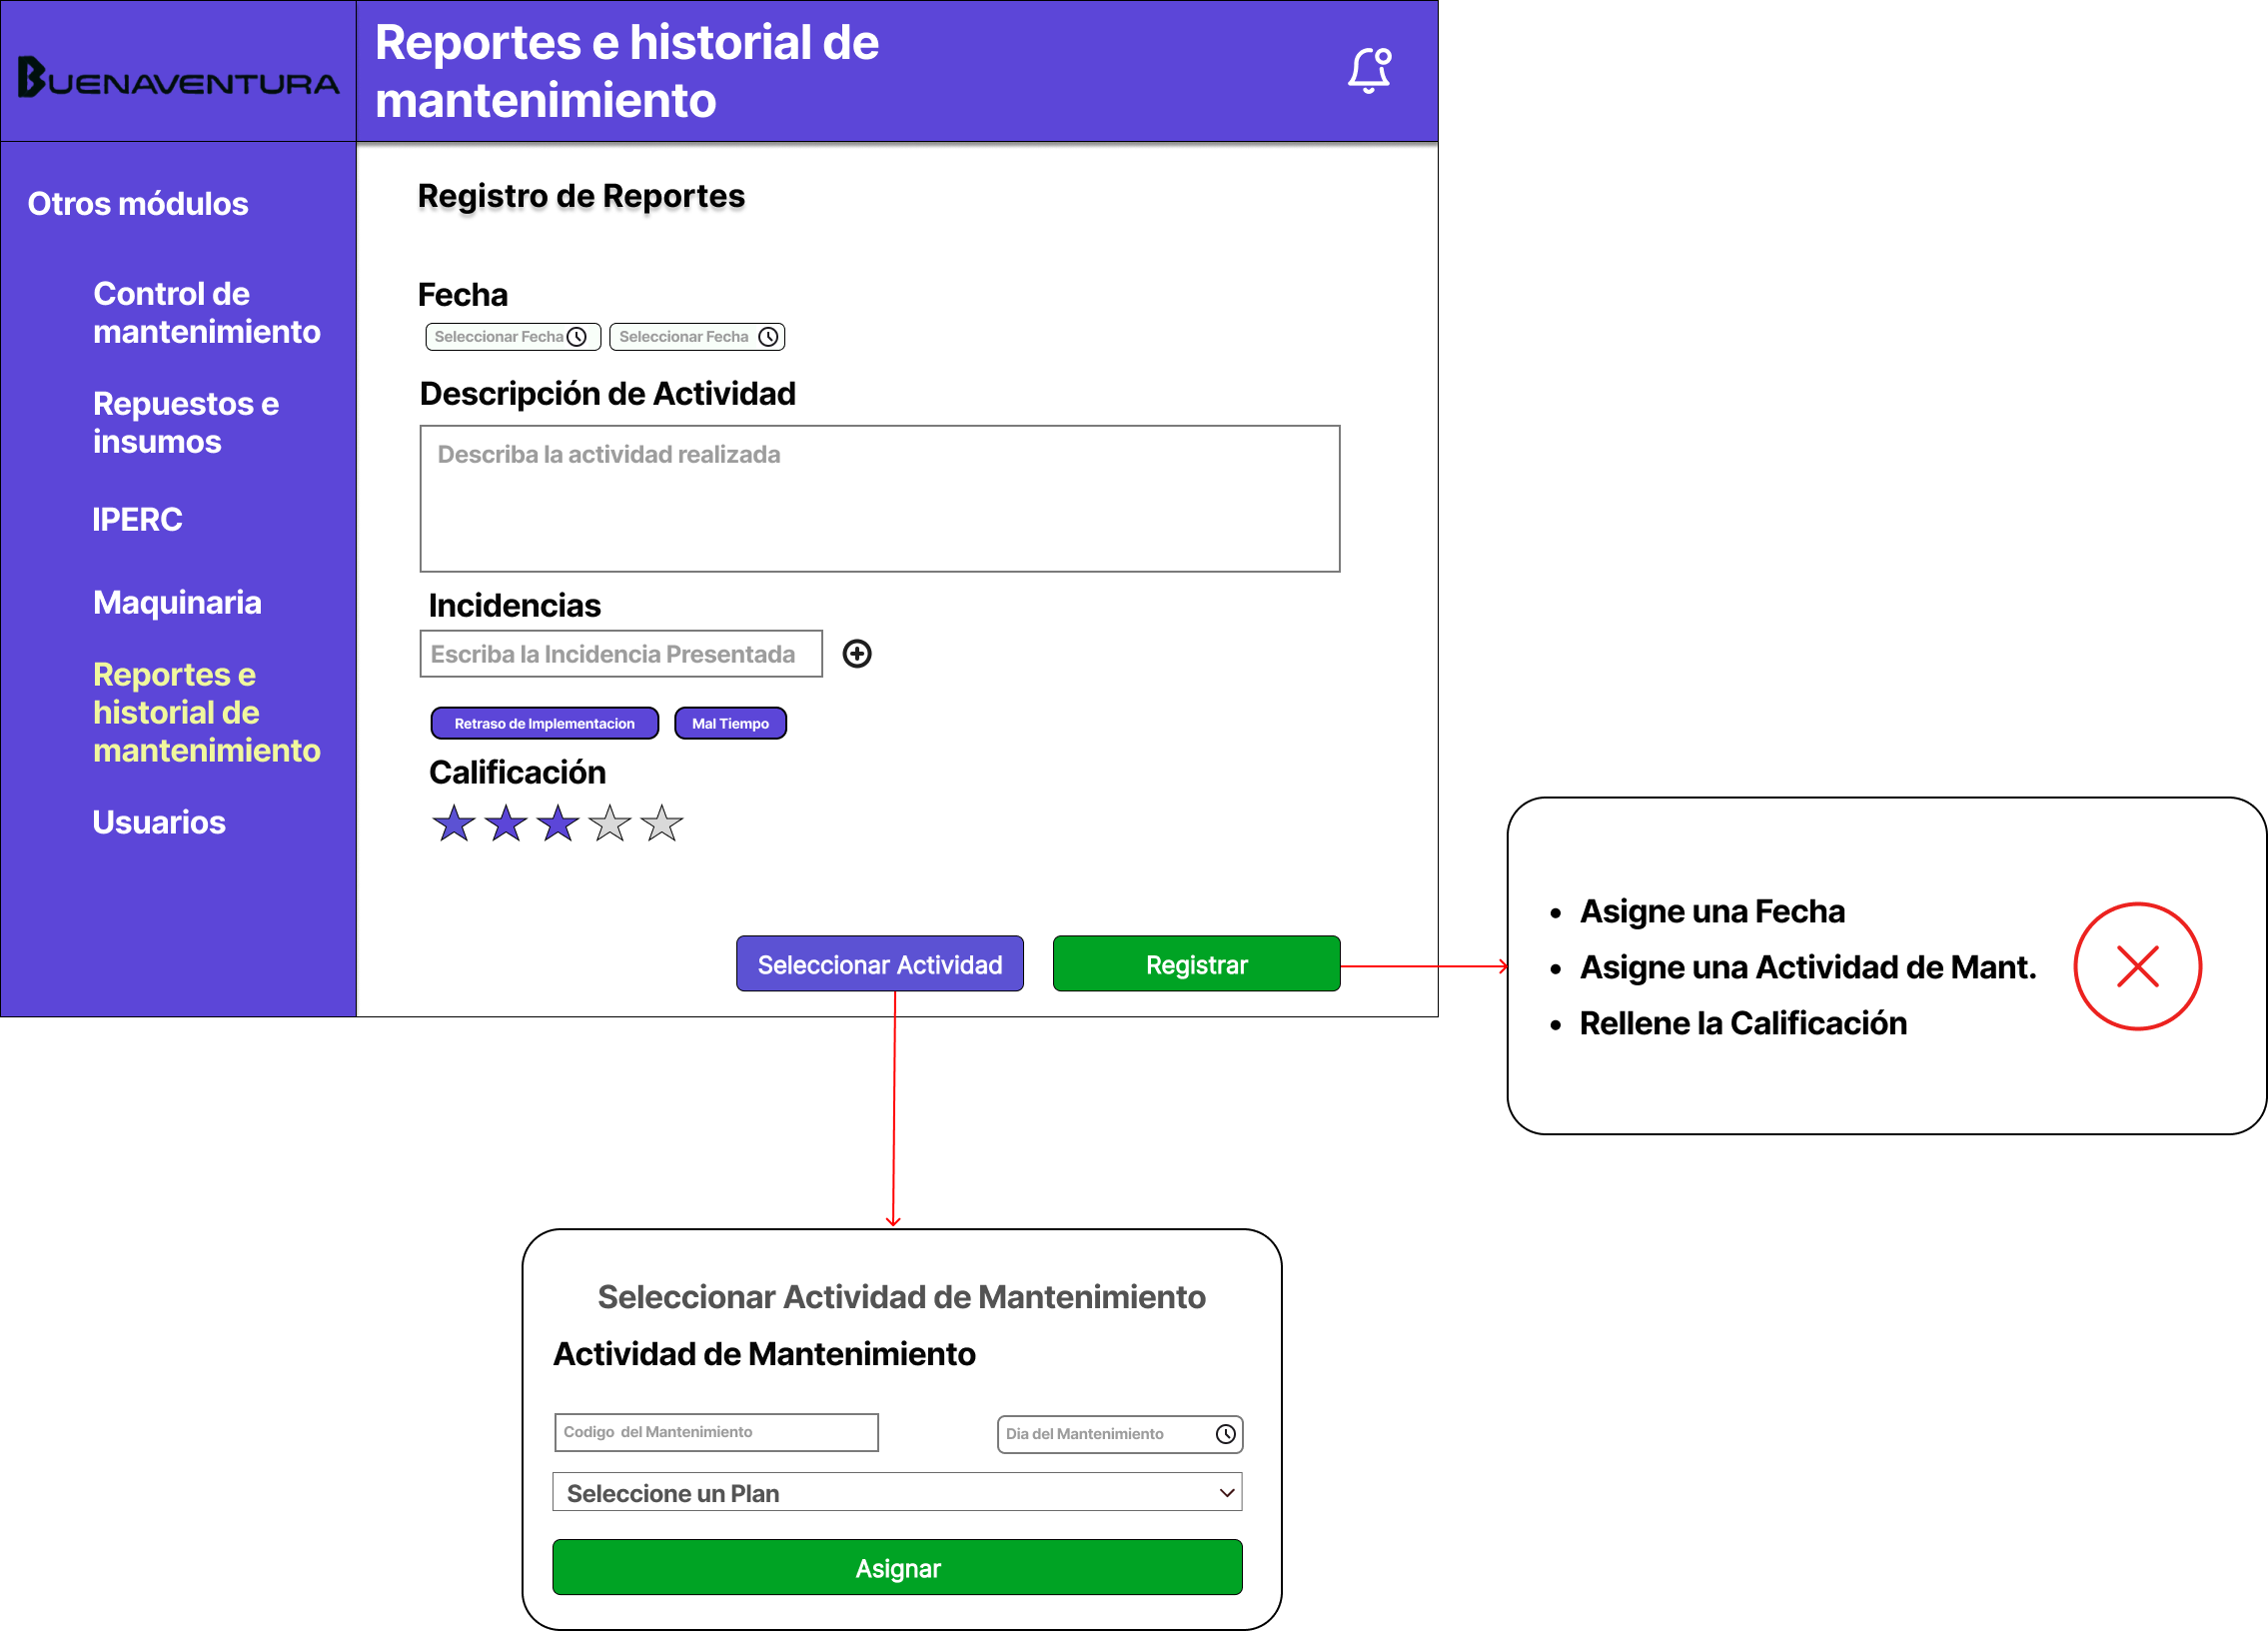 BUENAVENTURA
Reportes e historial de
mantenimiento
Otros módulos
Control de
mantenimiento
Repuestos e
insumos
IPERC
Maquinaria
Reportes e
historial de
mantenimiento
Usuarios
Registro de Reportes
Fecha
Seleccionar Fecha Seleccionar Fecha
Descripción de Actividad
Describa la actividad realizada
Incidencias
Escriba la Incidencia Presentada
Retraso de Implementacion Mal Tiempo
Calificación
Seleccionar Actividad Registrar
• Asigne una Fecha
• Asigne una Actividad de Mant.
• Rellene la Calificación
Seleccionar Actividad de Mantenimiento
Actividad de Mantenimiento
Codigo del Mantenimiento Dia del Mantenimiento
Seleccione un Plan
Asignar